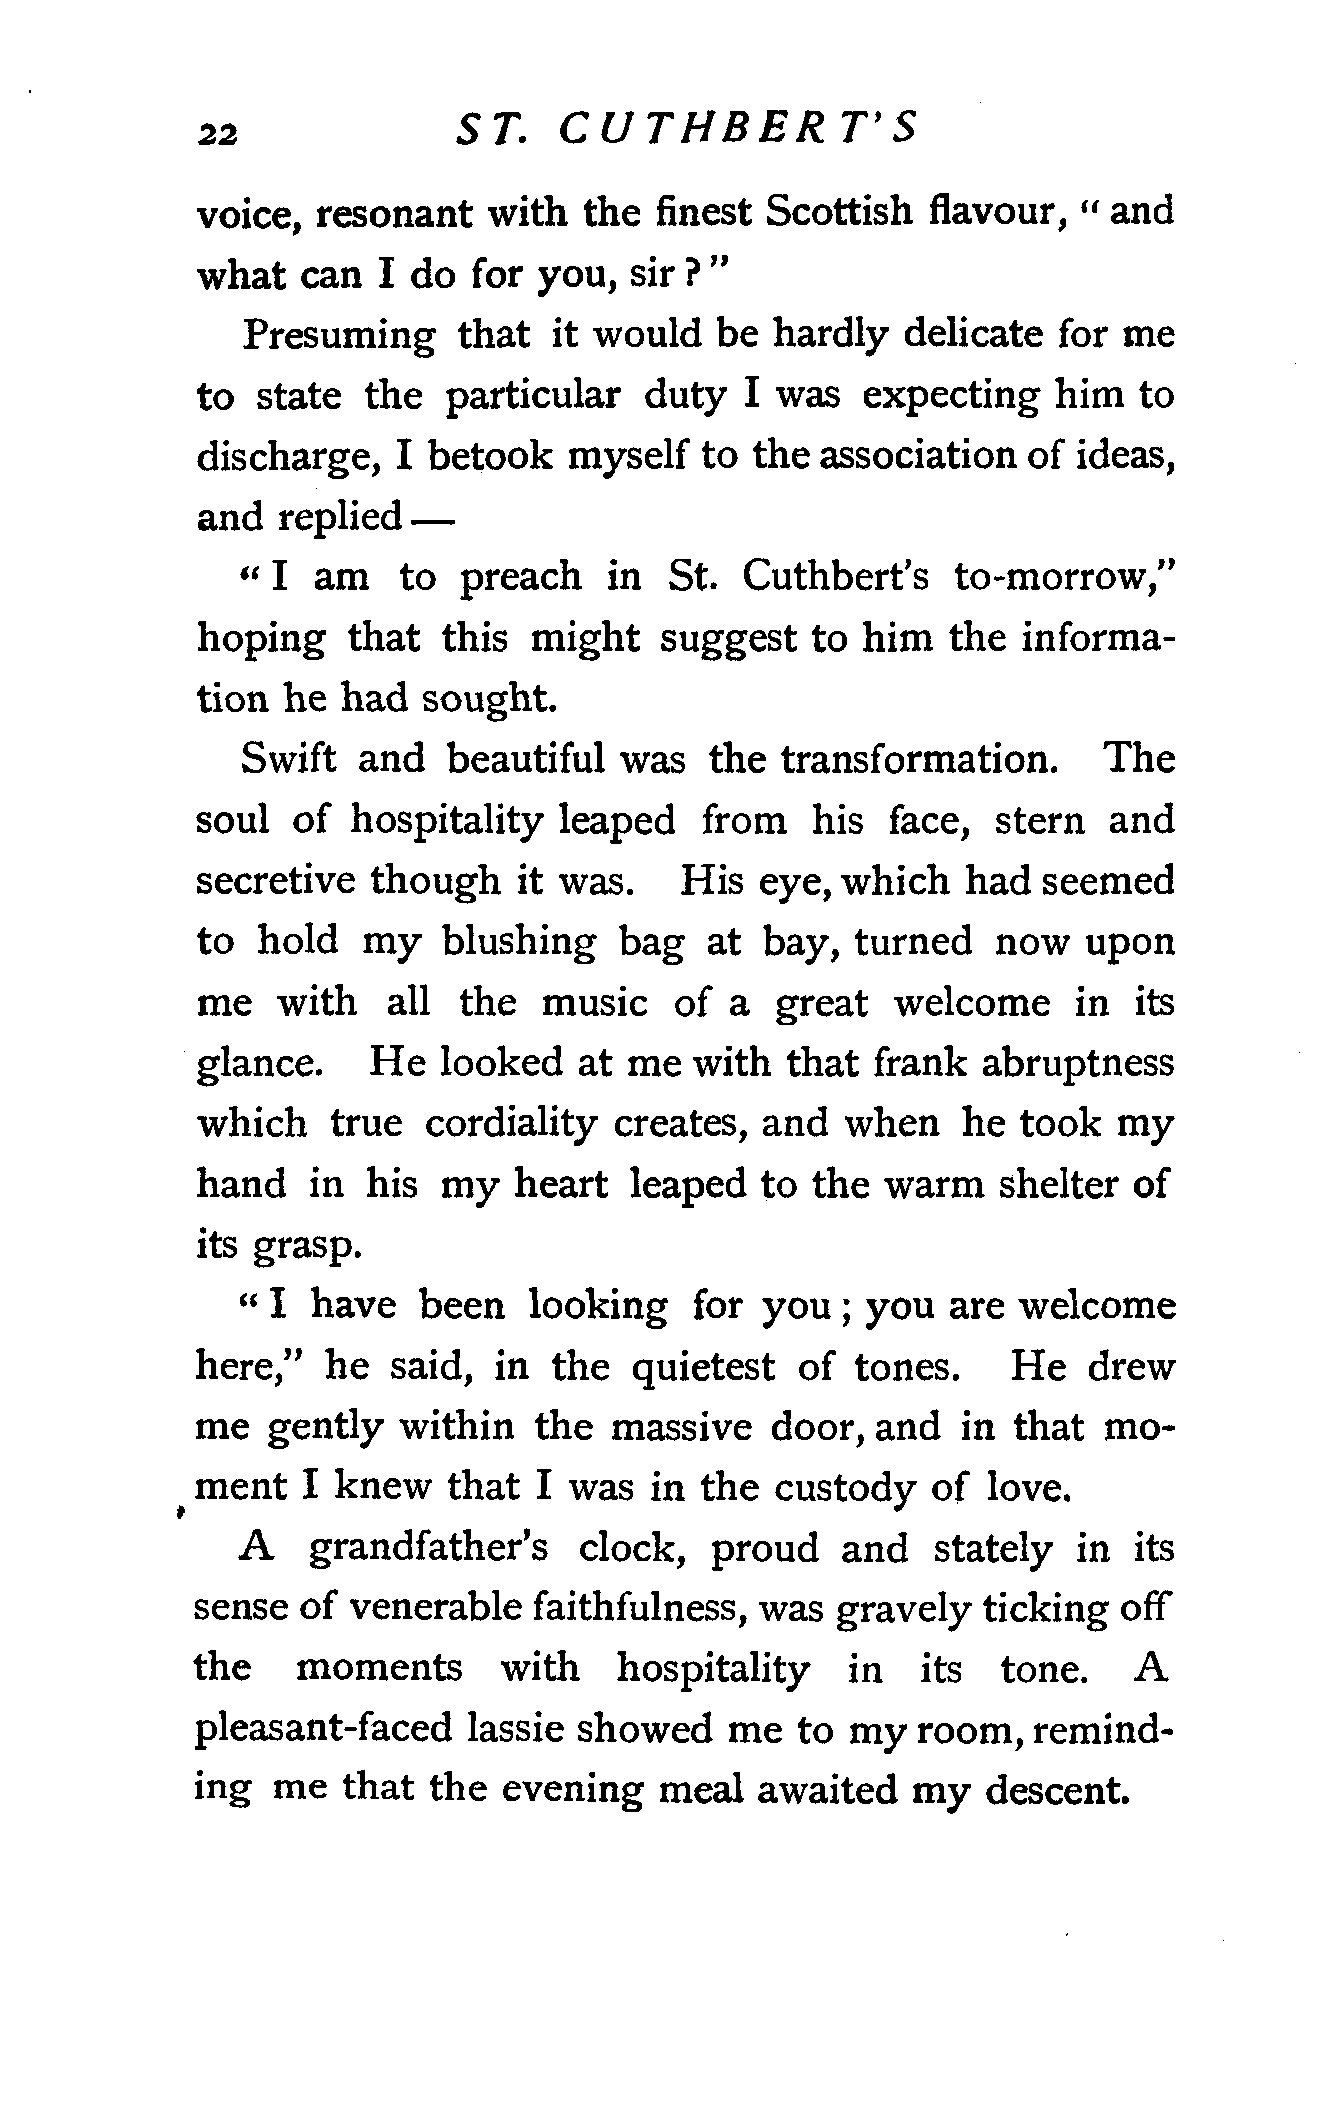 22 ST. CUTHBERT'S
voice, resonant with the finest Scottish flavour, “ and
what can I do for you, sir ? ”
Presuming that it would be hardly delicate for me
to state the particular duty I was expecting him to
discharge, I betook myself to the association of ideas,
and replied —
“ I am to preach in St. Cuthbert’s to-morrow,”
hoping that this might suggest to him the informa-
tion he had sought.
Swift and beautiful was the transformation. The
soul of hospitality leaped from his face, stern and
secretive though it was. His eye, which had seemed
to hold my blushing bag at bay, turned now upon
me with all the music of a great welcome in its
glance. He looked at me with that frank abruptness
which true cordiality creates, and when he took my
hand in his my heart leaped to the warm shelter of
its grasp.
“ I have been looking for you ; you are welcome
here,” he said, in the quietest of tones. He drew
me gently within the massive door, and in that mo-
ment I knew that I was in the custody of love.
A grandfather’s clock, proud and stately in its
sense of venerable faithfulness, was gravely ticking off
the moments with hospitality in its tone. A
pleasant-faced lassie showed me to my room, remind-
ing me that the evening meal awaited my descent.